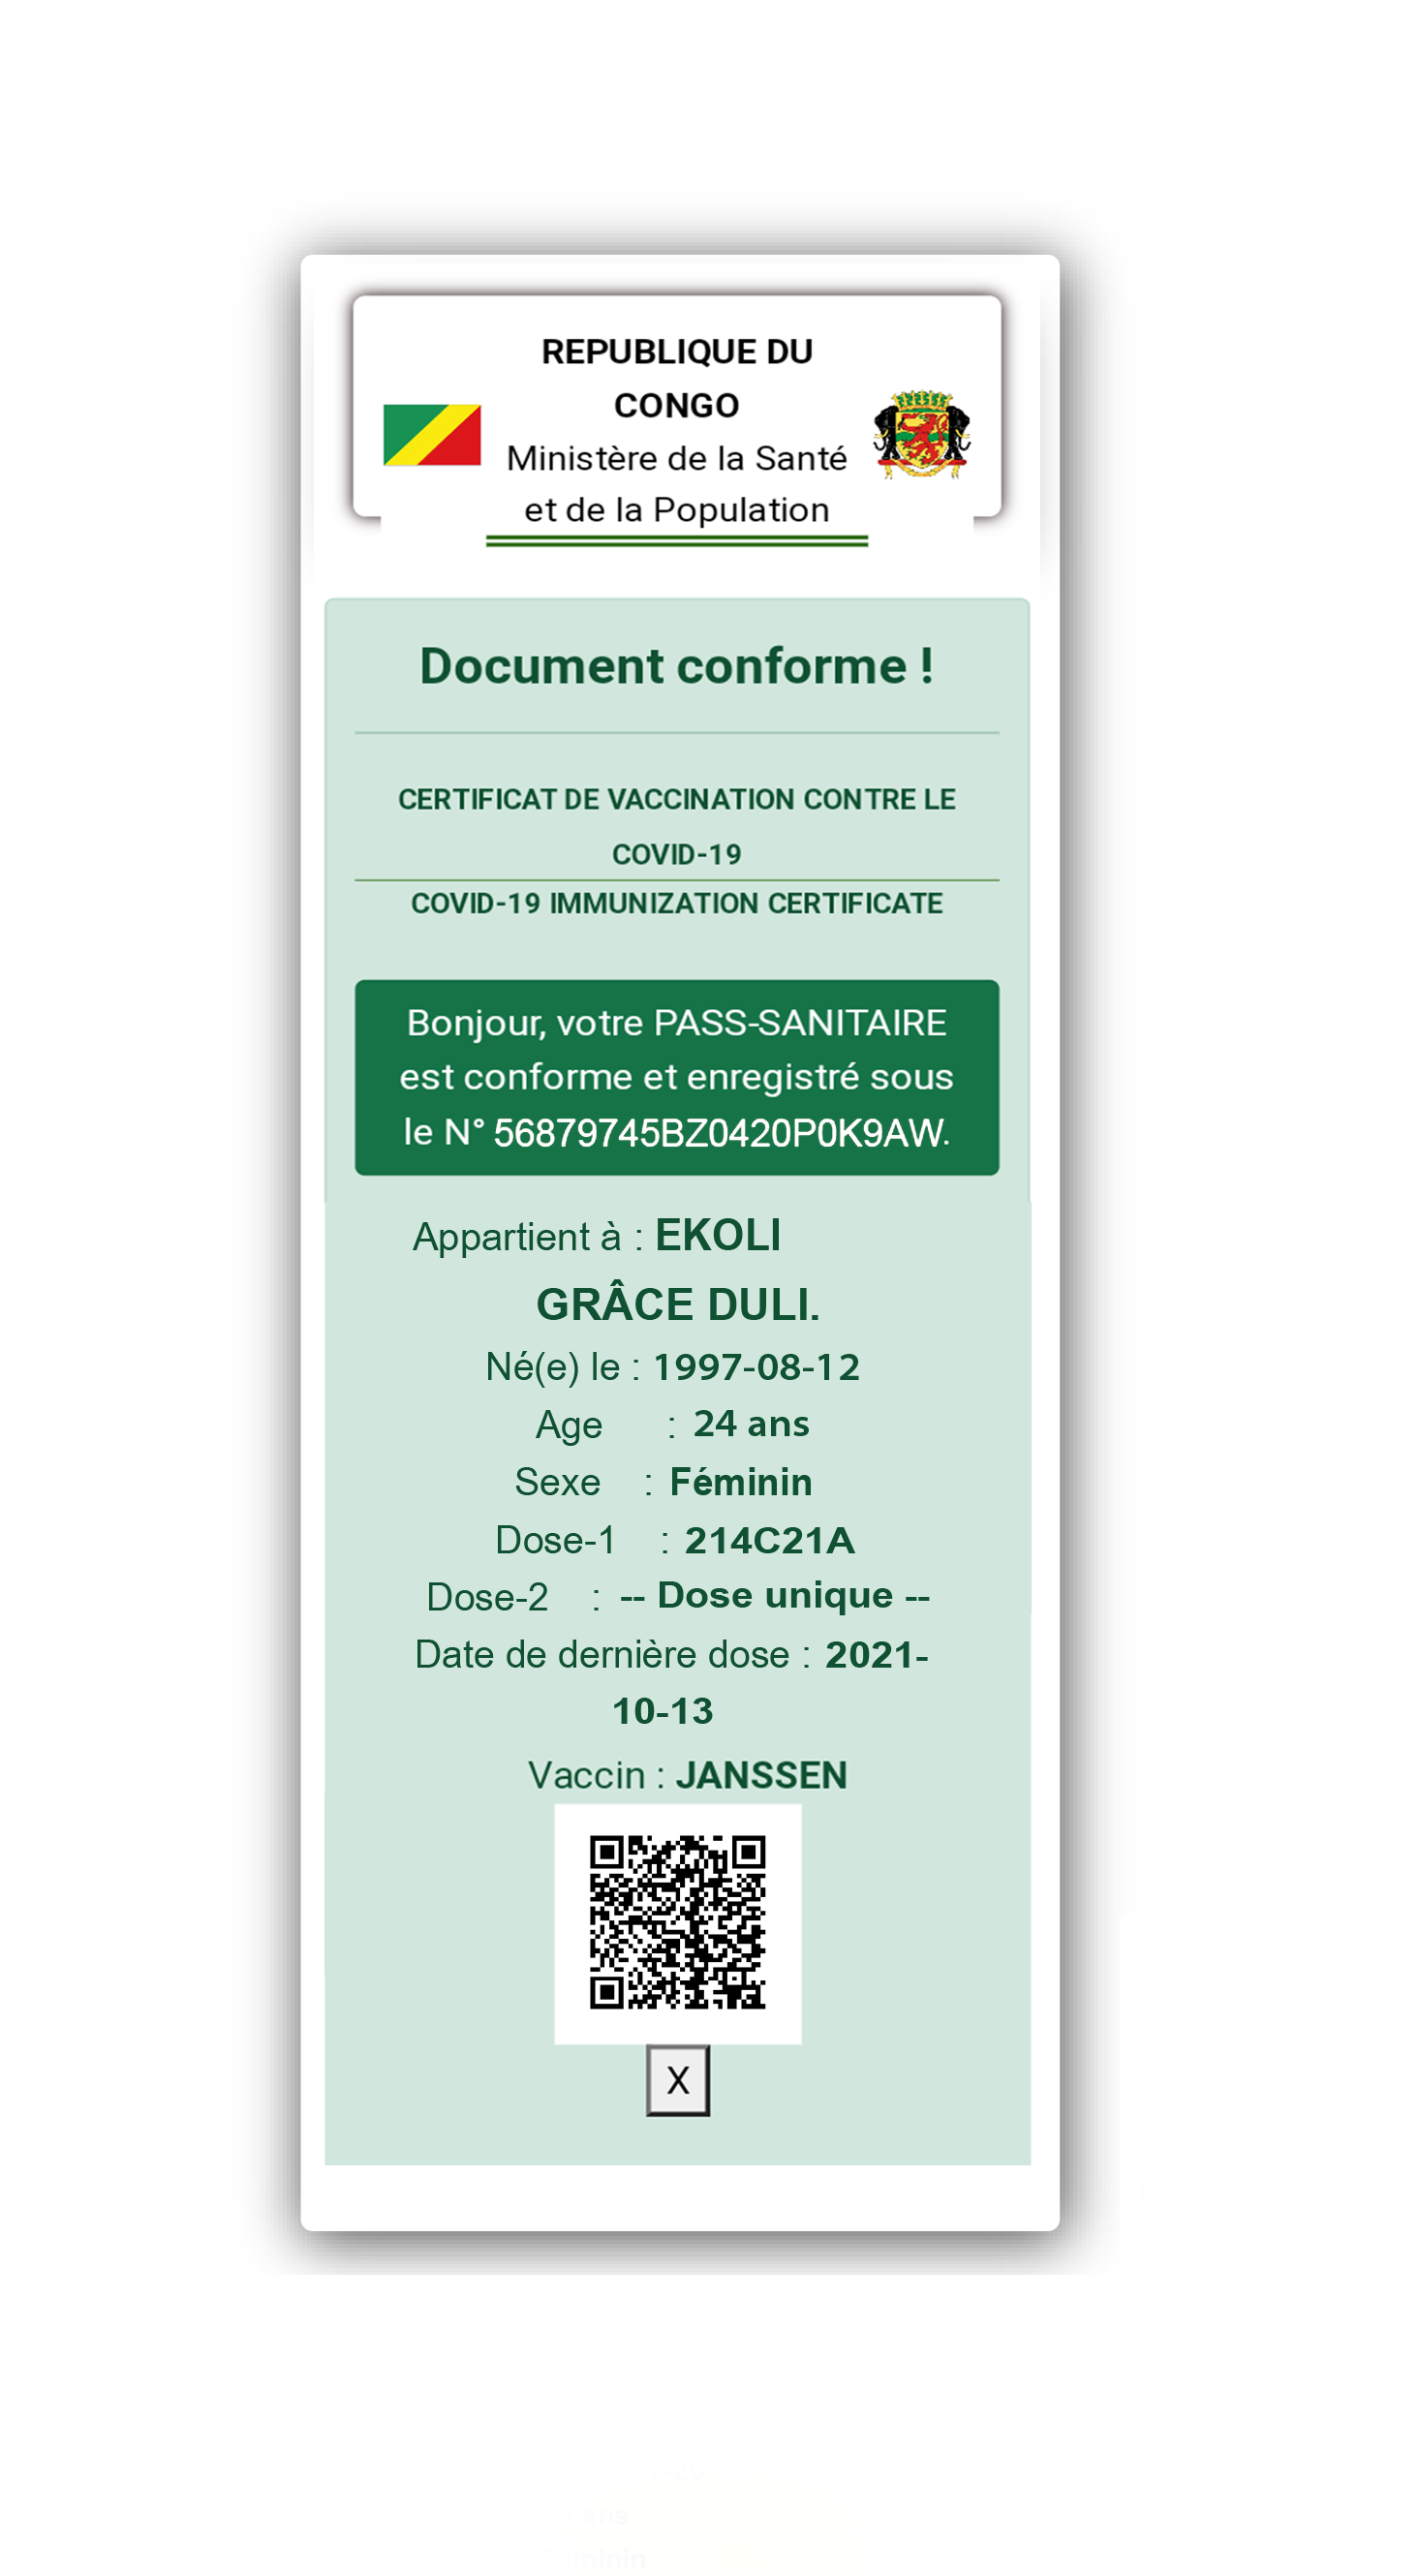 REPUBLIQUE DU
CONGO
Ministère de la Santé
et de la Population
Document conforme !
CERTIFICAT DE VACCINATION CONTRE LE
COVID-19
COVID-19 IMMUNIZATION CERTIFICATE
Bonjour, votre PASS-SANITAIRE
est conforme et enregistré sous
le N° 56879745BZ0420P0K9AW.
Appartient à : EKOLI
GRÂCE DULI.
Né(e) le : 1997-08-12
Age : 24 ans
Sexe : Féminin
Dose-1 : 214C21A
Dose-2 : -- Dose unique --
Date de dernière dose : 2021-
10-13
Vaccin : JANSSEN
X